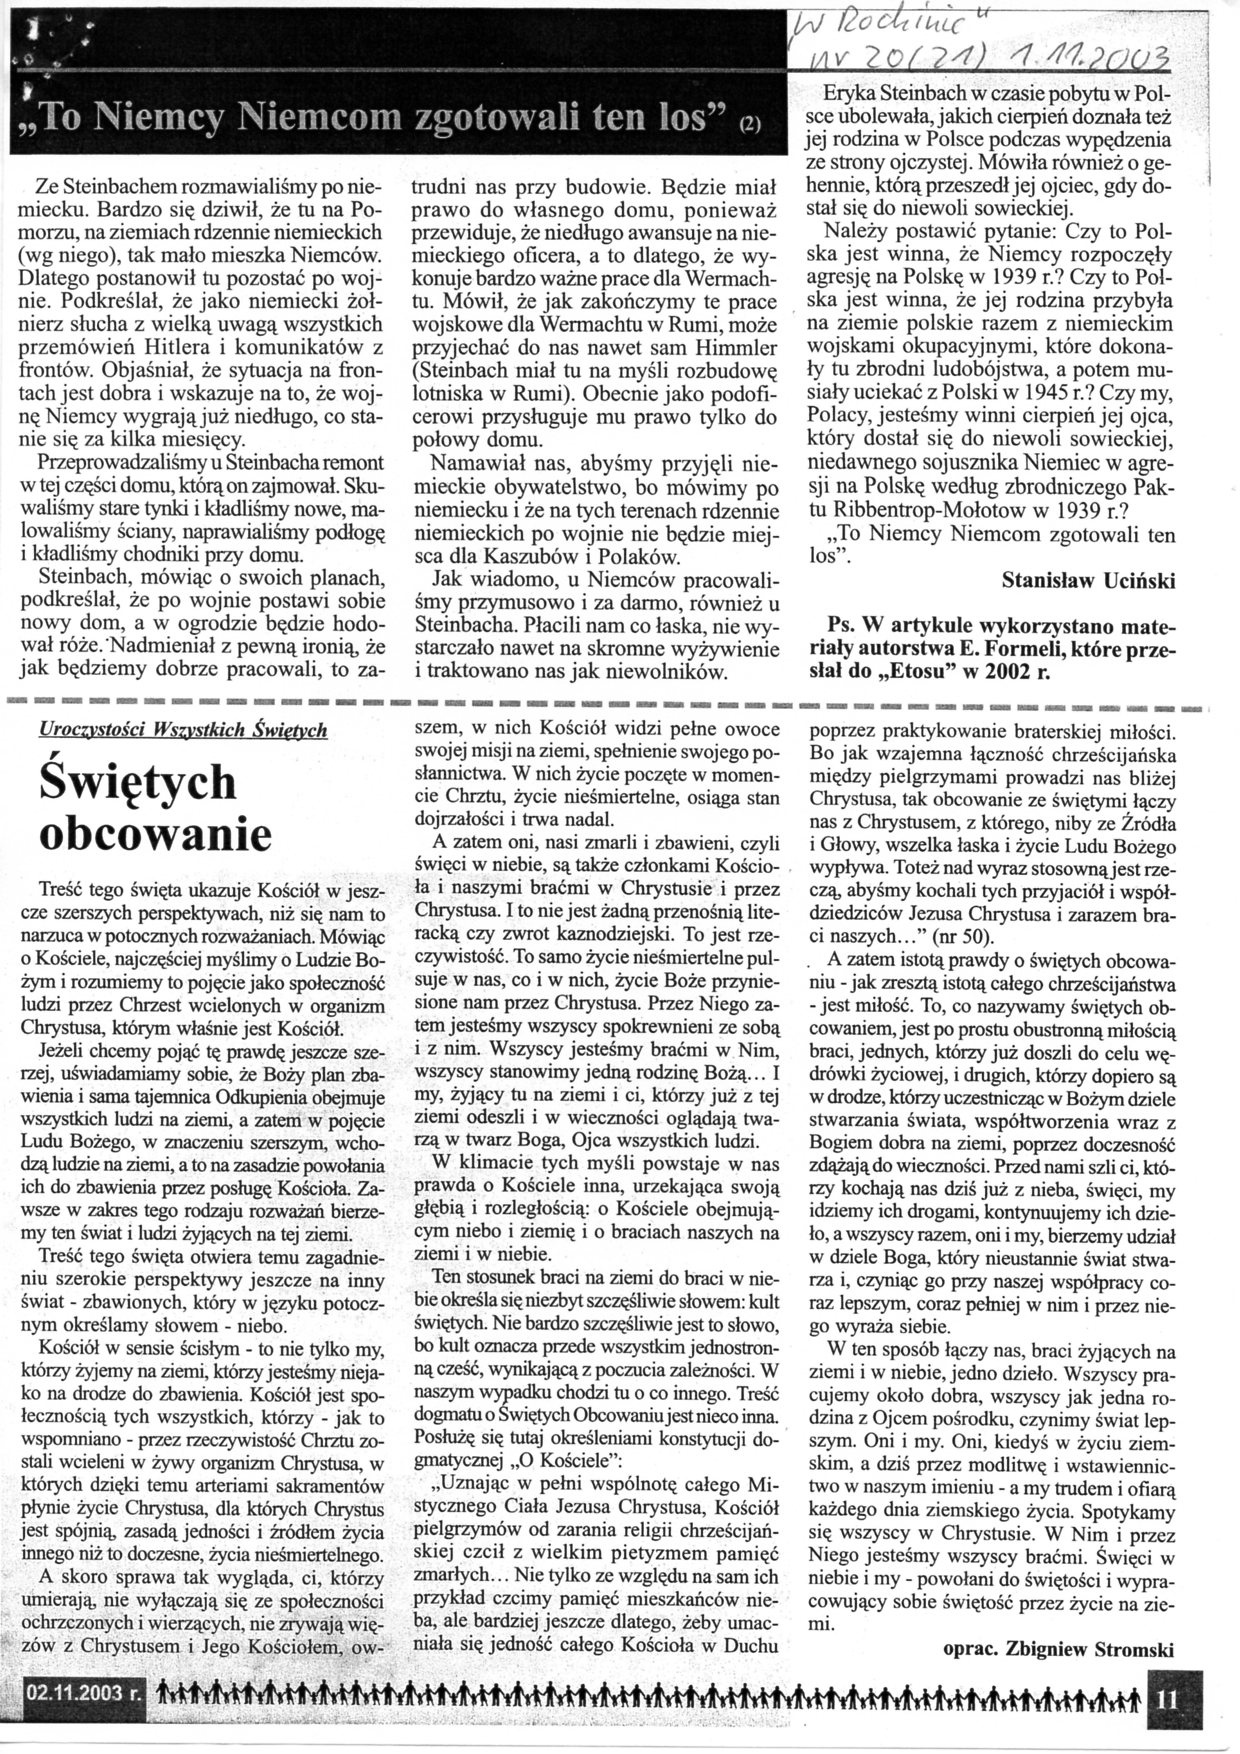 „W Rodzinie"
nr 20(21) 1.11.2003
„To Niemcy Niemcom zgotowali ten los” (2)
Ze Steinbachem rozmawialiśmy po nie-
miecku. Bardzo się dziwił, że tu na Po-
morzu, na ziemiach rdzennie niemieckich
(wg niego), tak mało mieszka Niemców.
Dlatego postanowił tu pozostać po woj-
nie. Podkreślał, że jako niemiecki żoł-
nierz słucha z wielką uwagą wszystkich
przemówień Hitlera i komunikatów z
frontów. Objaśniał, że sytuacja na fron-
tach jest dobra i wskazuje na to, że woj-
nę Niemcy wygrają już niedługo, co sta-
nie się za kilka miesięcy.
Przeprowadzaliśmy u Steinbacha remont
w tej części domu, którą on zajmował. Sku-
waliśmy stare tynki i kładliśmy nowe, ma-
lowaliśmy ściany, naprawialiśmy podłogę
i kładliśmy chodniki przy domu.
Steinbach, mówiąc o swoich planach,
podkreślał, że po wojnie postawi sobie
nowy dom, a w ogrodzie będzie hodo-
wał róże. Nadmieniał z pewną ironią, że
jak będziemy dobrze pracowali, to za-
trudni nas przy budowie. Będzie miał
prawo do własnego domu, ponieważ
przewiduje, że niedługo awansuje na nie-
mieckiego oficera, a to dlatego, że wy-
konuje bardzo ważne prace dla Wermach-
tu. Mówił, że jak zakończymy te prace
wojskowe dla Wermachtu w Rumi, może
przyjechać do nas nawet sam Himmler
(Steinbach miał tu na myśli rozbudowę
lotniska w Rumi). Obecnie jako podofi-
cerowi przysługuje mu prawo tylko do
połowy domu.
Namawiał nas, abyśmy przyjęli nie-
mieckie obywatelstwo, bo mówimy po
niemiecku i że na tych terenach rdzennie
niemieckich po wojnie nie będzie miej-
sca dla Kaszubów i Polaków.
Jak wiadomo, u Niemców pracowali-
śmy przymusowo i za darmo, również u
Steinbacha. Płacili nam co łaska, nie wy-
starczało nawet na skromne wyżywienie
i traktowano nas jak niewolników.
Eryka Steinbach w czasie pobytu w Pol-
sce ubolewała, jakich cierpień doznała też
jej rodzina w Polsce podczas wypędzenia
ze strony ojczystej. Mówiła również o ge-
hennie, którą przeszedł jej ojciec, gdy do-
stał się do niewoli sowieckiej.
Należy postawić pytanie: Czy to Pol-
ska jest winna, że Niemcy rozpoczęły
agresję na Polskę w 1939 r.? Czy to Pol-
ska jest winna, że jej rodzina przybyła
na ziemie polskie razem z niemieckim
wojskami okupacyjnymi, które dokona-
ły tu zbrodni ludobójstwa, a potem mu-
siały uciekać z Polski w 1945 r.? Czy my,
Polacy, jesteśmy winni cierpień jej ojca,
który dostał się do niewoli sowieckiej,
niedawnego sojusznika Niemiec w agre-
sji na Polskę według zbrodniczego Pak-
tu Ribbentrop-Mołotow w 1939 r.?
„To Niemcy Niemcom zgotowali ten
los”.
Stanisław Uciński
Ps. W artykule wykorzystano mate-
riały autorstwa E. Formeli, które prze-
słał do „Etosu” w 2002 r.
Uroczystości Wszystkich Świętych
Świętych
obcowanie
Treść tego święta ukazuje Kościół w jesz-
cze szerszych perspektywach, niż się nam to
narzuca w potocznych rozważaniach. Mówiąc
o Kościele, najczęściej myślimy o Ludzie Bo-
żym i rozumiemy to pojęcie jako społeczność
ludzi przez Chrzest wcielonych w organizm
Chrystusa, którym właśnie jest Kościół.
Jeżeli chcemy pojąć tę prawdę jeszcze sze-
rzej, uświadamiamy sobie, że Boży plan zba-
wienia i sama tajemnica Odkupienia obejmuje
wszystkich ludzi na ziemi, a zatem w pojęcie
Ludu Bożego, w znaczeniu szerszym, wcho-
dzą ludzie na ziemi, a to na zasadzie powołania
ich do zbawienia przez posługę Kościoła. Za-
wsze w zakres tego rodzaju rozważań bierze-
my ten świat i ludzi żyjących na tej ziemi.
Treść tego święta otwiera temu zagadnie-
niu szerokie perspektywy jeszcze na inny
świat - zbawionych, który w języku potocz-
nym określamy słowem - niebo.
Kościół w sensie ścisłym - to nie tylko my,
którzy żyjemy na ziemi, którzy jesteśmy nieja-
ko na drodze do zbawienia. Kościół jest spo-
łecznością tych wszystkich, którzy - jak to
wspomniano - przez rzeczywistość Chrztu zo-
stali wcieleni w żywy organizm Chrystusa, w
których dzięki temu arteriami sakramentów
płynie życie Chrystusa, dla których Chrystus
jest spójnią, zasadą jedności i źródłem życia
innego niż to doczesne, życia nieśmiertelnego.
A skoro sprawa tak wygląda, ci, którzy
umierają, nie wyłączają się ze społeczności
ochrzczonych i wierzących, nie zrywają wię-
zów z Chrystusem i Jego Kościołem, ow-
szem, w nich Kościół widzi pełne owoce
swojej misji na ziemi, spełnienie swojego po-
słannictwa. W nich życie poczęte w momen-
cie Chrztu, życie nieśmiertelne, osiąga stan
dojrzałości i trwa nadal.
A zatem oni, nasi zmarli i zbawieni, czyli
święci w niebie, są także członkami Kościo-
ła i naszymi braćmi w Chrystusie i przez
Chrystusa. I to nie jest żadną przenośnią lite-
racką czy zwrot kaznodziejski. To jest rze-
czywistość. To samo życie nieśmiertelne pul-
suje w nas, co i w nich, życie Boże przynie-
sione nam przez Chrystusa. Przez Niego za-
tem jesteśmy wszyscy spokrewnieni ze sobą
i z nim. Wszyscy jesteśmy braćmi w Nim,
wszyscy stanowimy jedną rodzinę Bożą... I
my, żyjący tu na ziemi i ci, którzy już z tej
ziemi odeszli i w wieczności oglądają twa-
rzą w twarz Boga, Ojca wszystkich ludzi.
W klimacie tych myśli powstaje w nas
prawda o Kościele inna, urzekająca swoją
głębią i rozległością: o Kościele obejmują-
cym niebo i ziemię i o braciach naszych na
ziemi i w niebie.
Ten stosunek braci na ziemi do braci w nie-
bie określa się niezbyt szczęśliwie słowem: kult
świętych. Nie bardzo szczęśliwie jest to słowo,
bo kult oznacza przede wszystkim jednostron-
ną cześć, wynikającą z poczucia zależności. W
naszym wypadku chodzi tu o co innego. Treść
dogmatu o Świętych Obcowaniu jest nieco inna.
Posłużę się tutaj określeniami konstytucji do-
gmatycznej „O Kościele”:
„Uznając w pełni wspólnotę całego Mi-
stycznego Ciała Jezusa Chrystusa, Kościół
pielgrzymów od zarania religii chrześcijań-
skiej czcił z wielkim pietyzmem pamięć
zmarłych... Nie tylko ze względu na sam ich
przykład czcimy pamięć mieszkańców nie-
ba, ale bardziej jeszcze dlatego, żeby umac-
niała się jedność całego Kościoła w Duchu
poprzez praktykowanie braterskiej miłości.
Bo jak wzajemna łączność chrześcijańska
między pielgrzymami prowadzi nas bliżej
Chrystusa, tak obcowanie ze świętymi łączy
nas z Chrystusem, z którego, niby ze Źródła
i Głowy, wszelka łaska i życie Ludu Bożego
wypływa. Toteż nad wyraz stosowną jest rze-
czą, abyśmy kochali tych przyjaciół i współ-
dziedziców Jezusa Chrystusa i zarazem bra-
ci naszych...” (nr 50).
A zatem istotą prawdy o świętych obcowa-
niu - jak zresztą istotą całego chrześcijaństwa
- jest miłość. To, co nazywamy świętych ob-
cowaniem, jest po prostu obustronną miłością
braci, jednych, którzy już doszli do celu wę-
drówki życiowej, i drugich, którzy dopiero są
w drodze, którzy uczestnicząc w Bożym dziele
stwarzania świata, współtworzenia wraz z
Bogiem dobra na ziemi, poprzez doczesność
zdążają do wieczności. Przed nami szli ci, któ-
rzy kochają nas dziś już z nieba, święci, my
idziemy ich drogami, kontynuujemy ich dzie-
ło, a wszyscy razem, oni i my, bierzemy udział
w dziele Boga, który nieustannie świat stwa-
rza i, czyniąc go przy naszej współpracy co-
raz lepszym, coraz pełniej w nim i przez nie-
go wyraża siebie.
W ten sposób łączy nas, braci żyjących na
ziemi i w niebie, jedno dzieło. Wszyscy pra-
cujemy około dobra, wszyscy jak jedna ro-
dzina z Ojcem pośrodku, czynimy świat lep-
szym. Oni i my. Oni, kiedyś w życiu ziem-
skim, a dziś przez modlitwę i wstawiennic-
two w naszym imieniu - a my trudem i ofiarą
każdego dnia ziemskiego życia. Spotykamy
się wszyscy w Chrystusie. W Nim i przez
Niego jesteśmy wszyscy braćmi. Święci w
niebie i my - powołani do świętości i wypra-
cowujący sobie świętość przez życie na zie-
mi.
oprac. Zbigniew Stromski
02.11.2003 r.
11